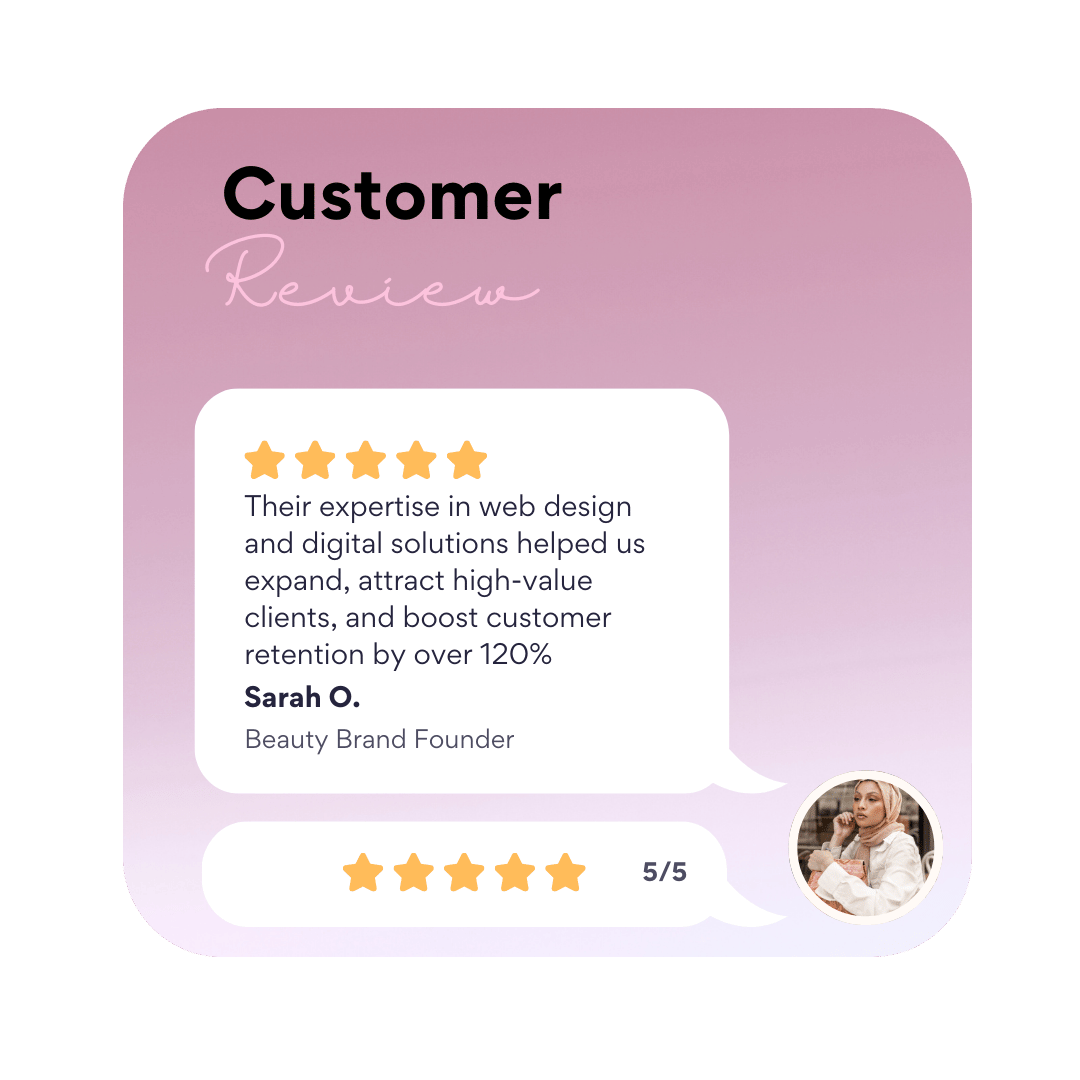 Customer
Review
Their expertise in web design
and digital solutions helped us
expand, attract high-value
clients, and boost customer
retention by over 120%
Sarah O.
Beauty Brand Founder
5/5